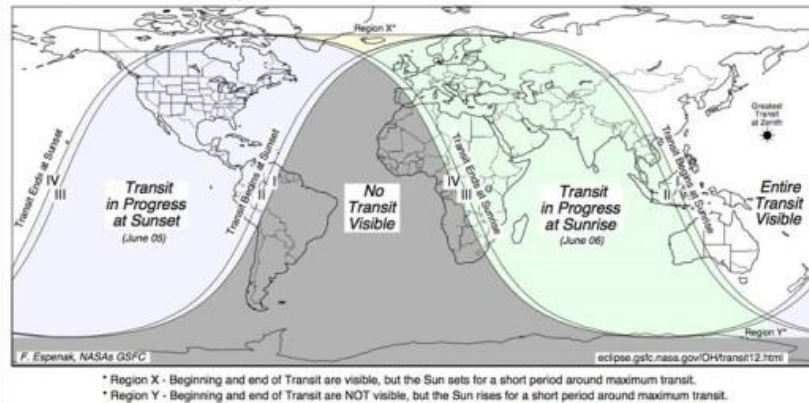 Region X*
Greatest
Transit
at Zenith
Transit Ends at Sunset
IV
III
Transit
in Progress
at Sunset
(June 05)
Transit Begins at Sunset
I
II
No
Transit
Visible
Transit Ends at Sunrise
IV
III
Transit
in Progress
at Sunrise
(June 06)
Transit Begins at Sunrise
II
Entire
Transit
Visible
Region Y*
F. Espenak, NASAs GSFC
eclipse.gsfc.nasa.gov/OH/transit12.html
* Region X - Beginning and end of Transit are visible, but the Sun sets for a short period around maximum transit.
* Region Y - Beginning and end of Transit are NOT visible, but the Sun rises for a short period around maximum transit.